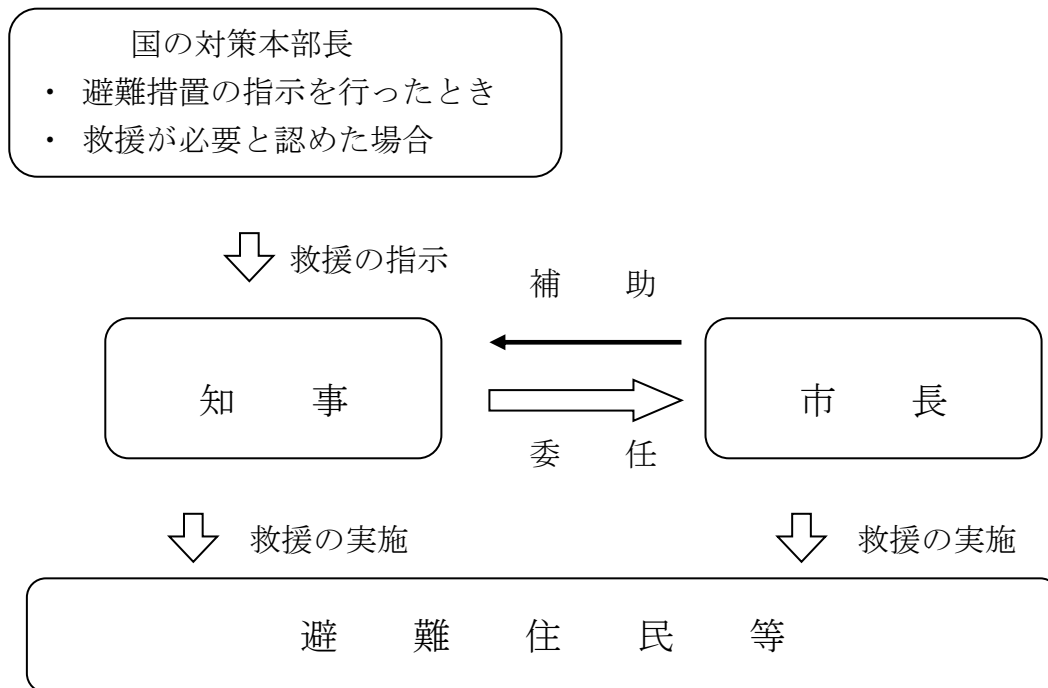 国の対策本部長
・ 避難措置の指示を行ったとき
・ 救援が必要と認めた場合
救援の指示
補 助
知 事
市 長
委 任
救援の実施
救援の実施
避 難 住 民 等